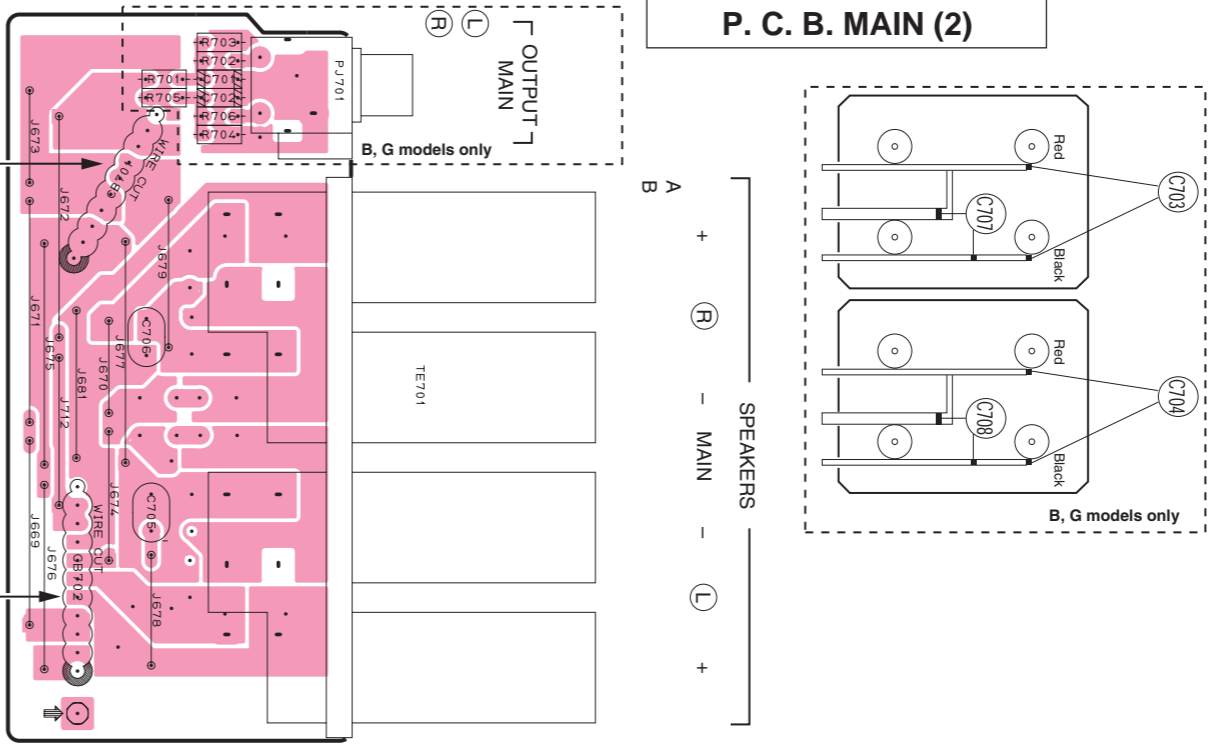 P. C. B. MAIN (2)
R703
R702
R701
C701
R705
C702
R706
R704
PJ701
L
R
OUTPUT
MAIN
B, G models only
WIRE CUT
J673
J672
J679
J671
J675
J681
J712
J670
J677
C706
TE701
J674
C705
WIRE CUT
CB702
J669
J676
J678
A
B
+
R
-
MAIN
-
L
+
SPEAKERS
Red
Black
C703
C707
Red
Black
C704
C708
B, G models only